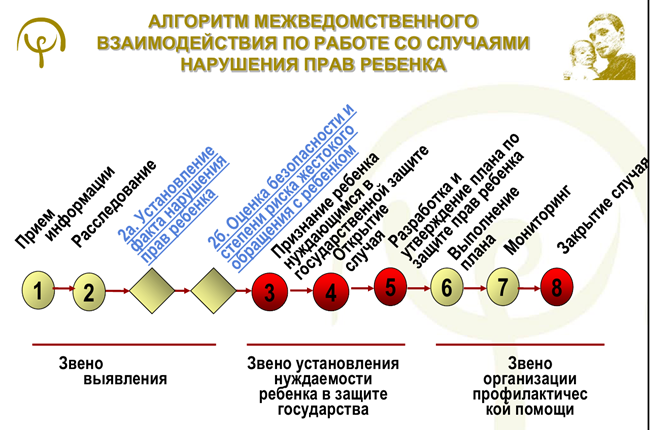 АЛГОРИТМ МЕЖВЕДОМСТВЕННОГО
ВЗАИМОДЕЙСТВИЯ ПО РАБОТЕ СО СЛУЧАЯМИ
НАРУШЕНИЯ ПРАВ РЕБЕНКА
Прием
информации
Расследование
2а. Установление
факта нарушения
прав ребенка
2б. Оценка безопасности и
степени риска жестокого
обращения с ребенком
Признание ребенка
нуждающимся в
государственной защите
Открытие
случая
Разработка и
утверждение плана по
защите прав ребенка
Выполнение
плана
Мониторинг
Закрытие случая
1
2
3
4
5
6
7
8
Звено
выявления
Звено установления
нуждаемости
ребенка в защите
государства
Звено
организации
профилактичес
кой помощи